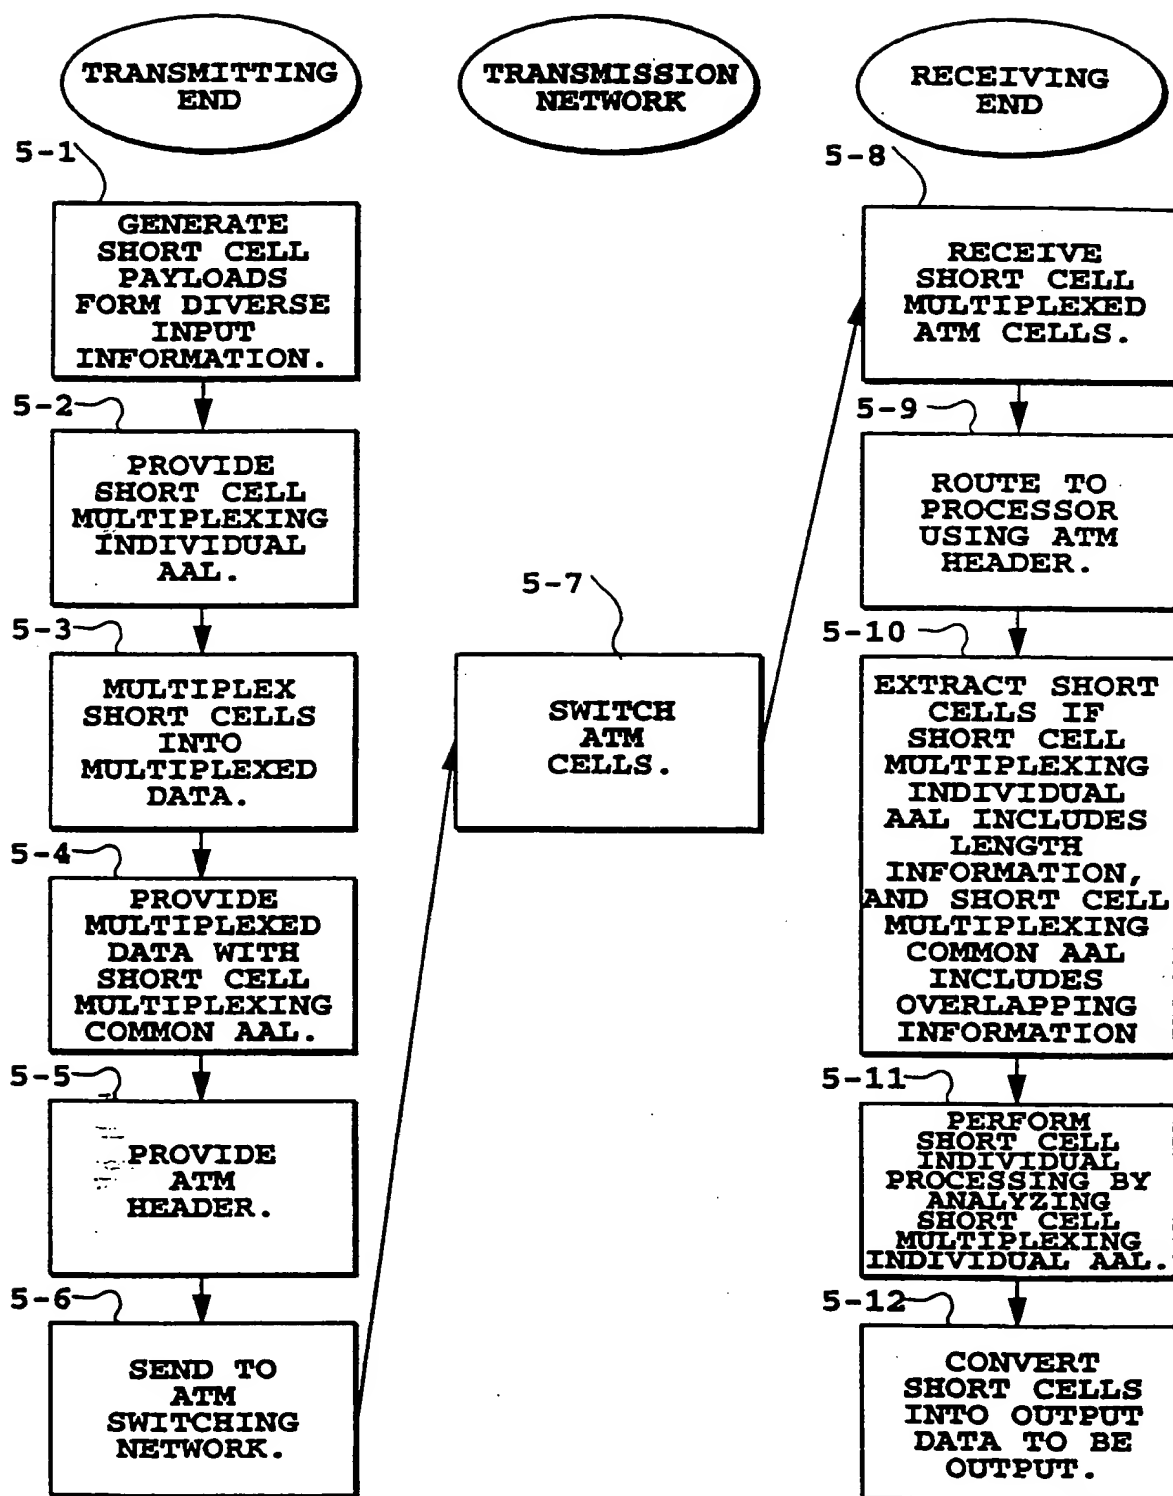 TRANSMITTING
END
5-1
GENERATE
SHORT CELL
PAYLOADS
FORM DIVERSE
INPUT
INFORMATION.
5-2
PROVIDE
SHORT CELL
MULTIPLEXING
INDIVIDUAL
AAL.
5-3
MULTIPLEX
SHORT CELLS
INTO
MULTIPLEXED
DATA.
5-4
PROVIDE
MULTIPLEXED
DATA WITH
SHORT CELL
MULTIPLEXING
COMMON AAL.
5-5
PROVIDE
ATM
HEADER.
5-6
SEND TO
ATM
SWITCHING
NETWORK.
TRANSMISSION
NETWORK
5-7
SWITCH
ATM
CELLS.
RECEIVING
END
5-8
RECEIVE
SHORT CELL
MULTIPLEXED
ATM CELLS.
5-9
ROUTE TO
PROCESSOR
USING ATM
HEADER.
5-10
EXTRACT SHORT
CELLS IF
SHORT CELL
MULTIPLEXING
INDIVIDUAL
AAL INCLUDES
LENGTH
INFORMATION,
AND SHORT CELL
MULTIPLEXING
COMMON AAL
INCLUDES
OVERLAPPING
INFORMATION
5-11
PERFORM
SHORT CELL
INDIVIDUAL
PROCESSING BY
ANALYZING
SHORT CELL
MULTIPLEXING
INDIVIDUAL AAL.
5-12
CONVERT
SHORT CELLS
INTO OUTPUT
DATA TO BE
OUTPUT.